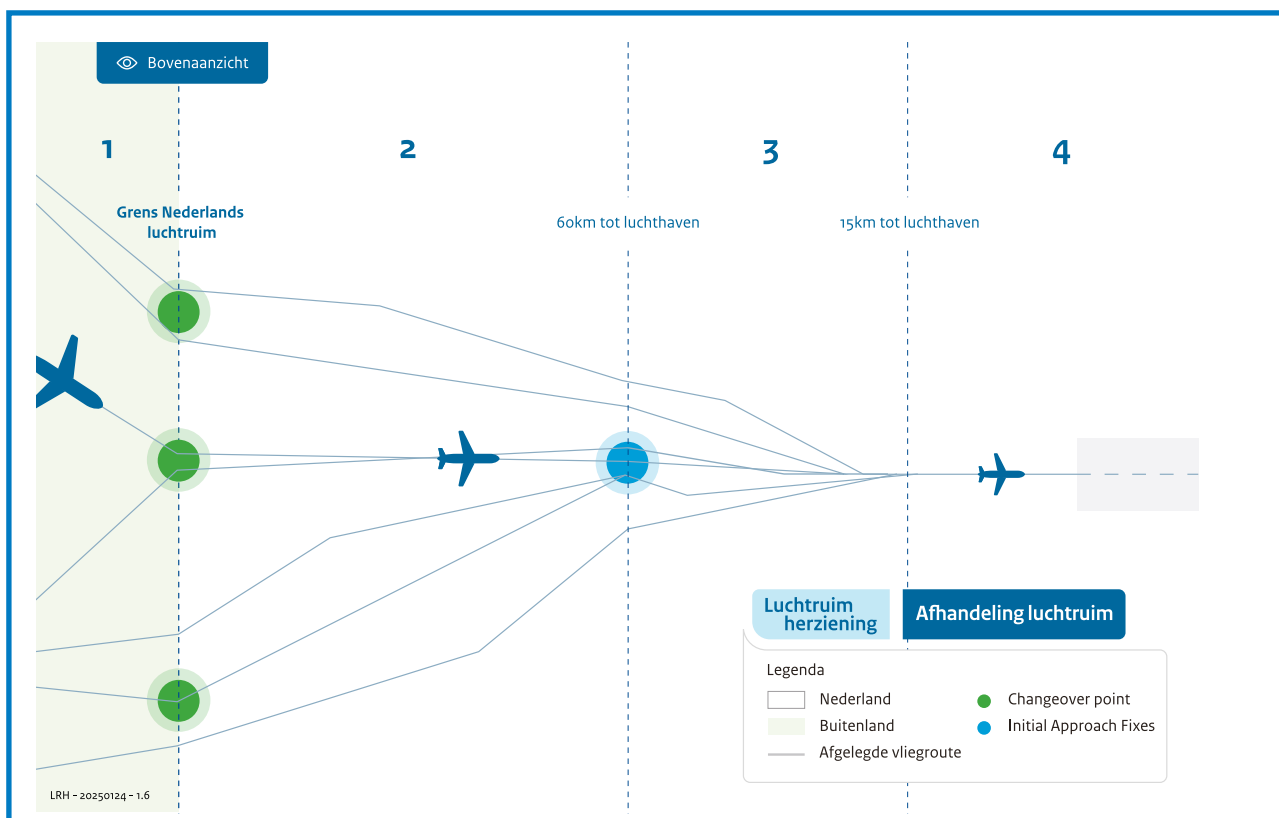 Bovenaanzicht
1
2
3
4
Grens Nederlands
luchtruim
60km tot luchthaven
15km tot luchthaven
Luchtruim
herziening
Afhandeling luchtruim
Legenda
Nederland
Changeover point
Buitenland
Initial Approach Fixes
Afgelegde vliegroute
LRH - 20250124 - 1.6